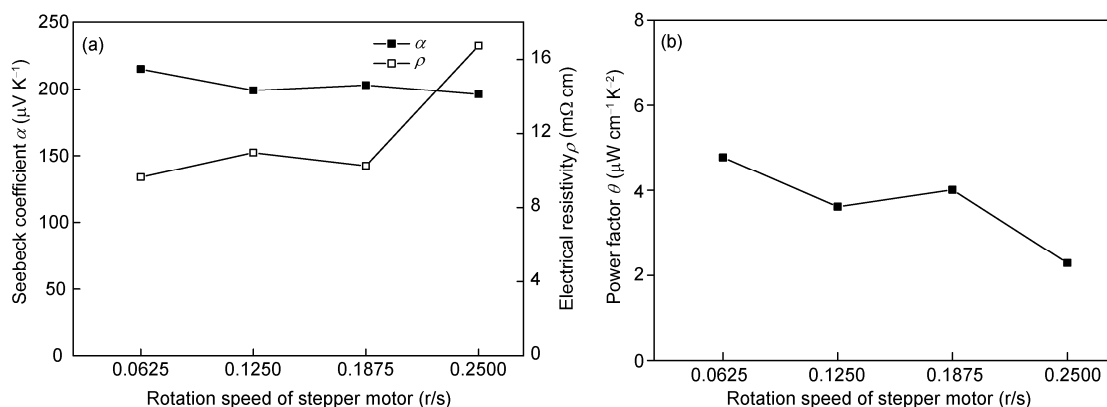 (a)
α
ρ
250
200
150
100
50
0
Seebeck coefficient α (μV K⁻¹)
16
12
8
4
0
Electrical resistivity ρ (mΩ cm)
0.0625 0.1250 0.1875 0.2500
Rotation speed of stepper motor (r/s)
(b)
8
6
4
2
0
Power factor θ (μW cm⁻¹ K⁻²)
0.0625 0.1250 0.1875 0.2500
Rotation speed of stepper motor (r/s)